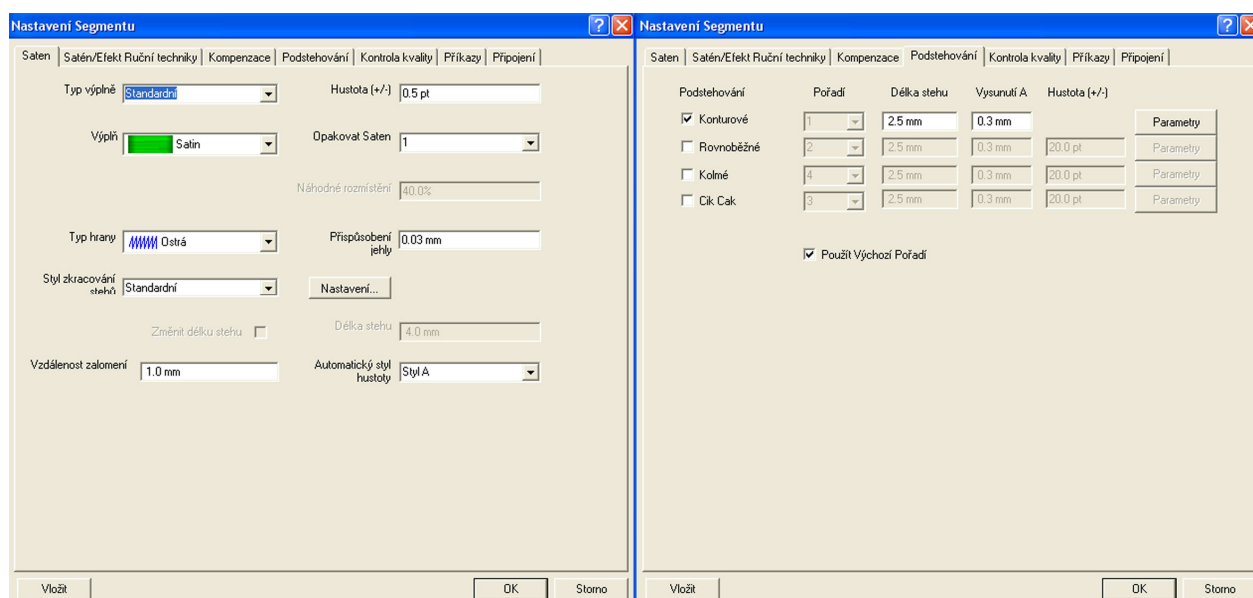 Nastavení Segmentu
Saten Satén/Efekt Ruční techniky Kompenzace Podstehování Kontrola kvality Příkazy Připojení
Typ výplně Standardní Hustota (+/-) 0.5 pt
Výplň Satin Opakovat Saten 1
Náhodné rozmístění 40.0%
Typ hrany Ostrá Přispůsobení jehly 0.03 mm
Styl zkracování stehů Standardní Nastavení...
Změnit délku stehu Délka stehu 4.0 mm
Vzdálenost zalomení 1.0 mm Automatický styl hustoty Styl A
Vložit OK Storno
Nastavení Segmentu
Saten Satén/Efekt Ruční techniky Kompenzace Podstehování Kontrola kvality Příkazy Připojení
Podstehování Pořadí Délka stehu Vysunutí A Hustota (+/-)
Konturové 1 2.5 mm 0.3 mm Parametry
Rovnoběžné 2 2.5 mm 0.3 mm 20.0 pt Parametry
Kolmé 4 2.5 mm 0.3 mm 20.0 pt Parametry
Cik Cak 3 2.5 mm 0.3 mm 20.0 pt Parametry
Použít Výchozí Pořadí
Vložit OK Storno